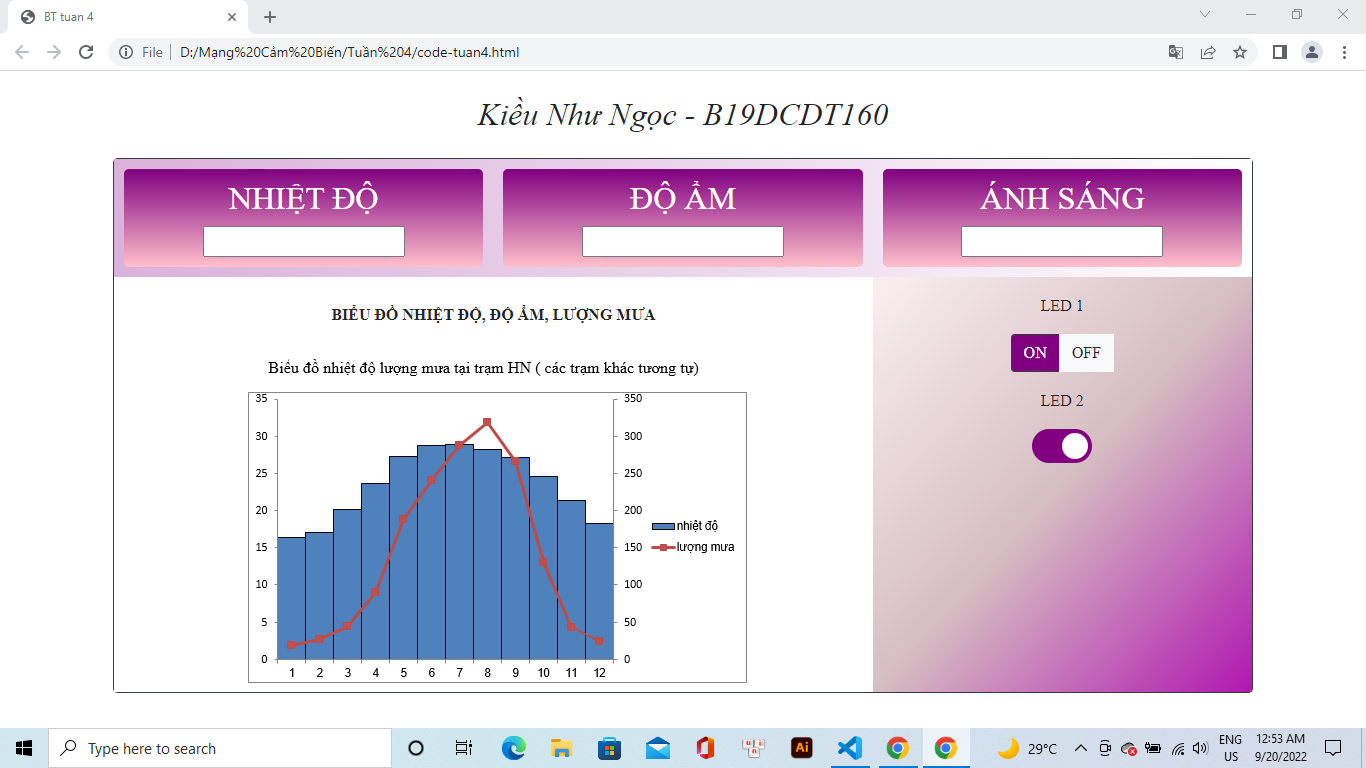 BT tuan 4
File
D:/Mạng%20Cảm%20Biến/Tuần%204/code-tuan4.html
Kiều Như Ngọc - B19DCDT160
NHIỆT ĐỘ
ĐỘ ẨM
ÁNH SÁNG
BIỂU ĐỒ NHIỆT ĐỘ, ĐỘ ẨM, LƯỢNG MƯA
Biểu đồ nhiệt độ lượng mưa tại trạm HN ( các trạm khác tương tự)
35
30
25
20
15
10
5
0
350
300
250
200
150
100
50
0
1 2 3 4 5 6 7 8 9 10 11 12
nhiệt độ
lượng mưa
LED 1
ON OFF
LED 2
Type here to search
Ai
29°C
ENG
US
12:53 AM
9/20/2022